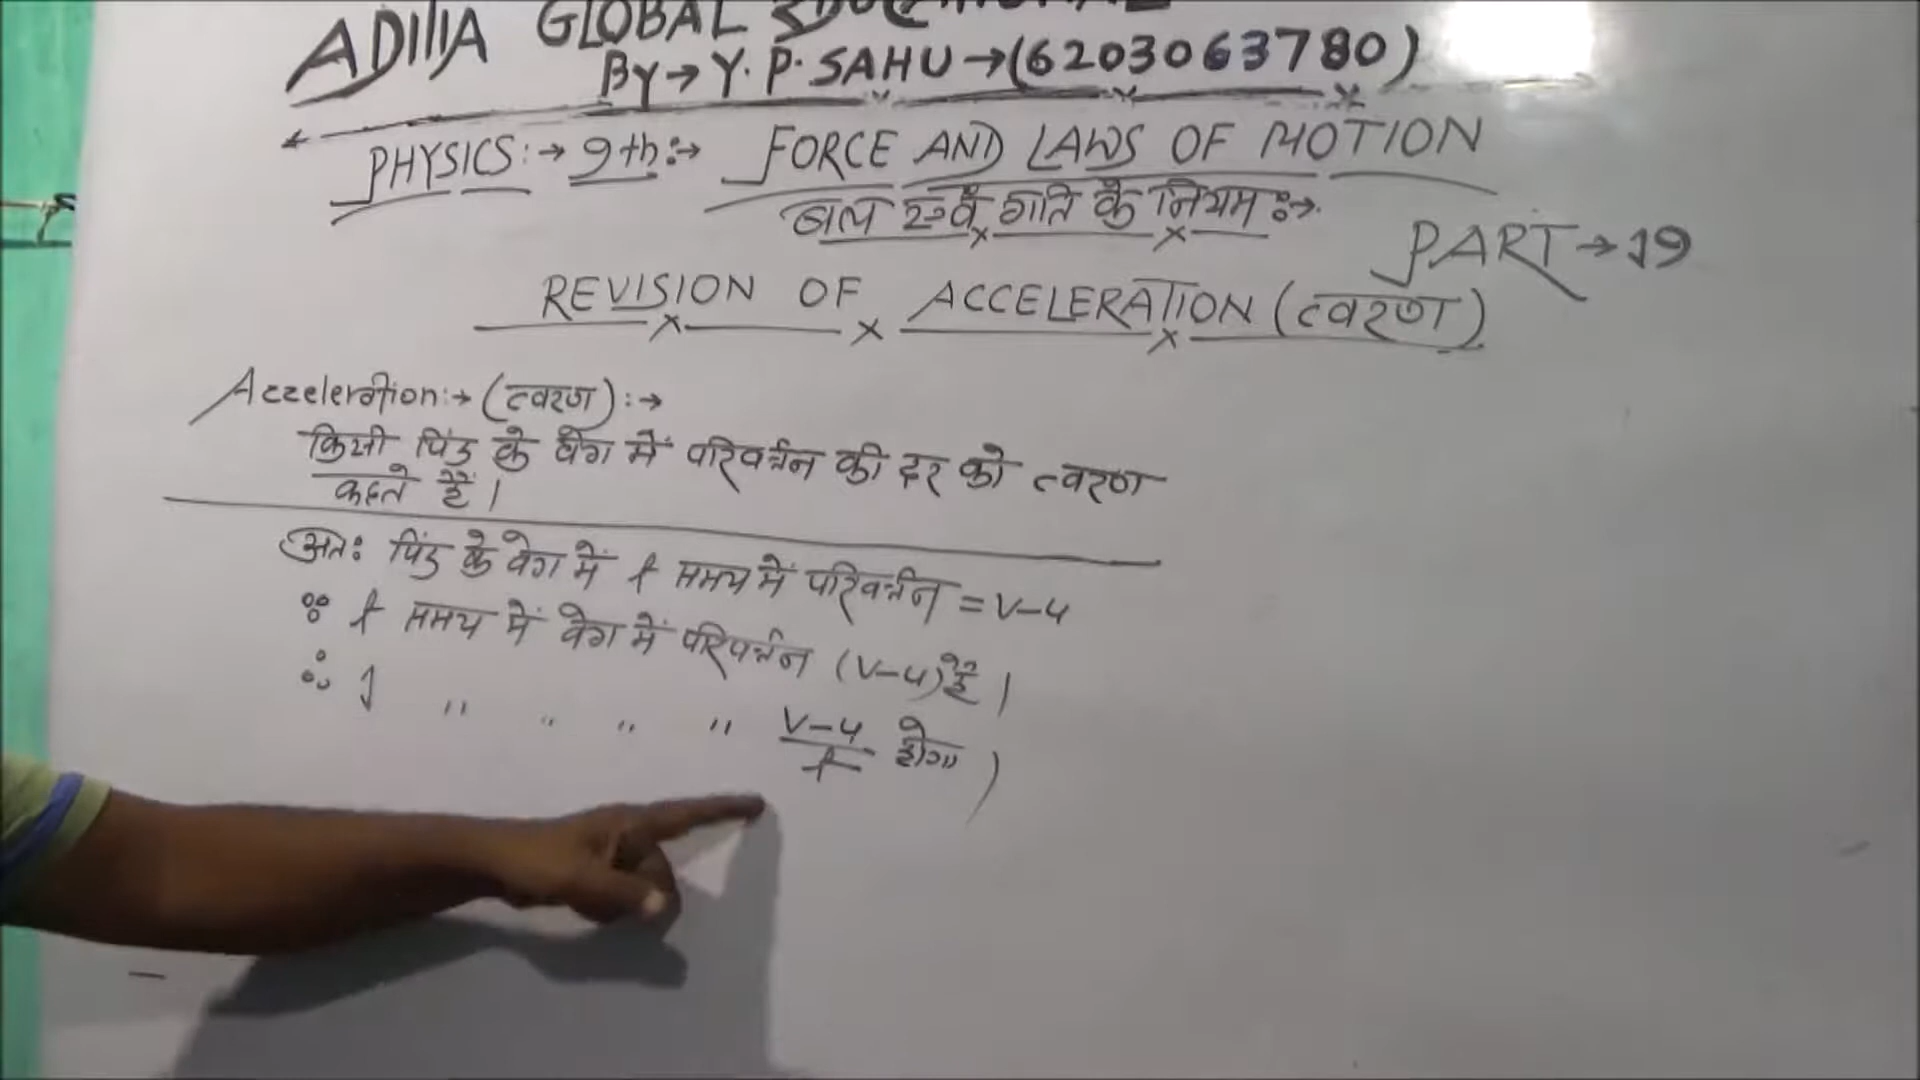 ADITYA GLOBAL EDUCATIONAL
BY→ Y. P. SAHU → (6203063780)
PHYSICS:→ 9th:→ FORCE AND LAWS OF MOTION
बल एवं गति के नियम :→
PART → 19
REVISION OF ACCELERATION (त्वरण)
Acceleration:→ (त्वरण) :→
किसी पिंड के वेग में परिवर्त्तन की दर को त्वरण
कहते हैं।
अतः पिंड के वेग में t समय में परिवर्त्तन = v-u
∵ t समय में वेग में परिवर्त्तन (v-u) है।
∴ 1 " " " " v-u/t होगा।